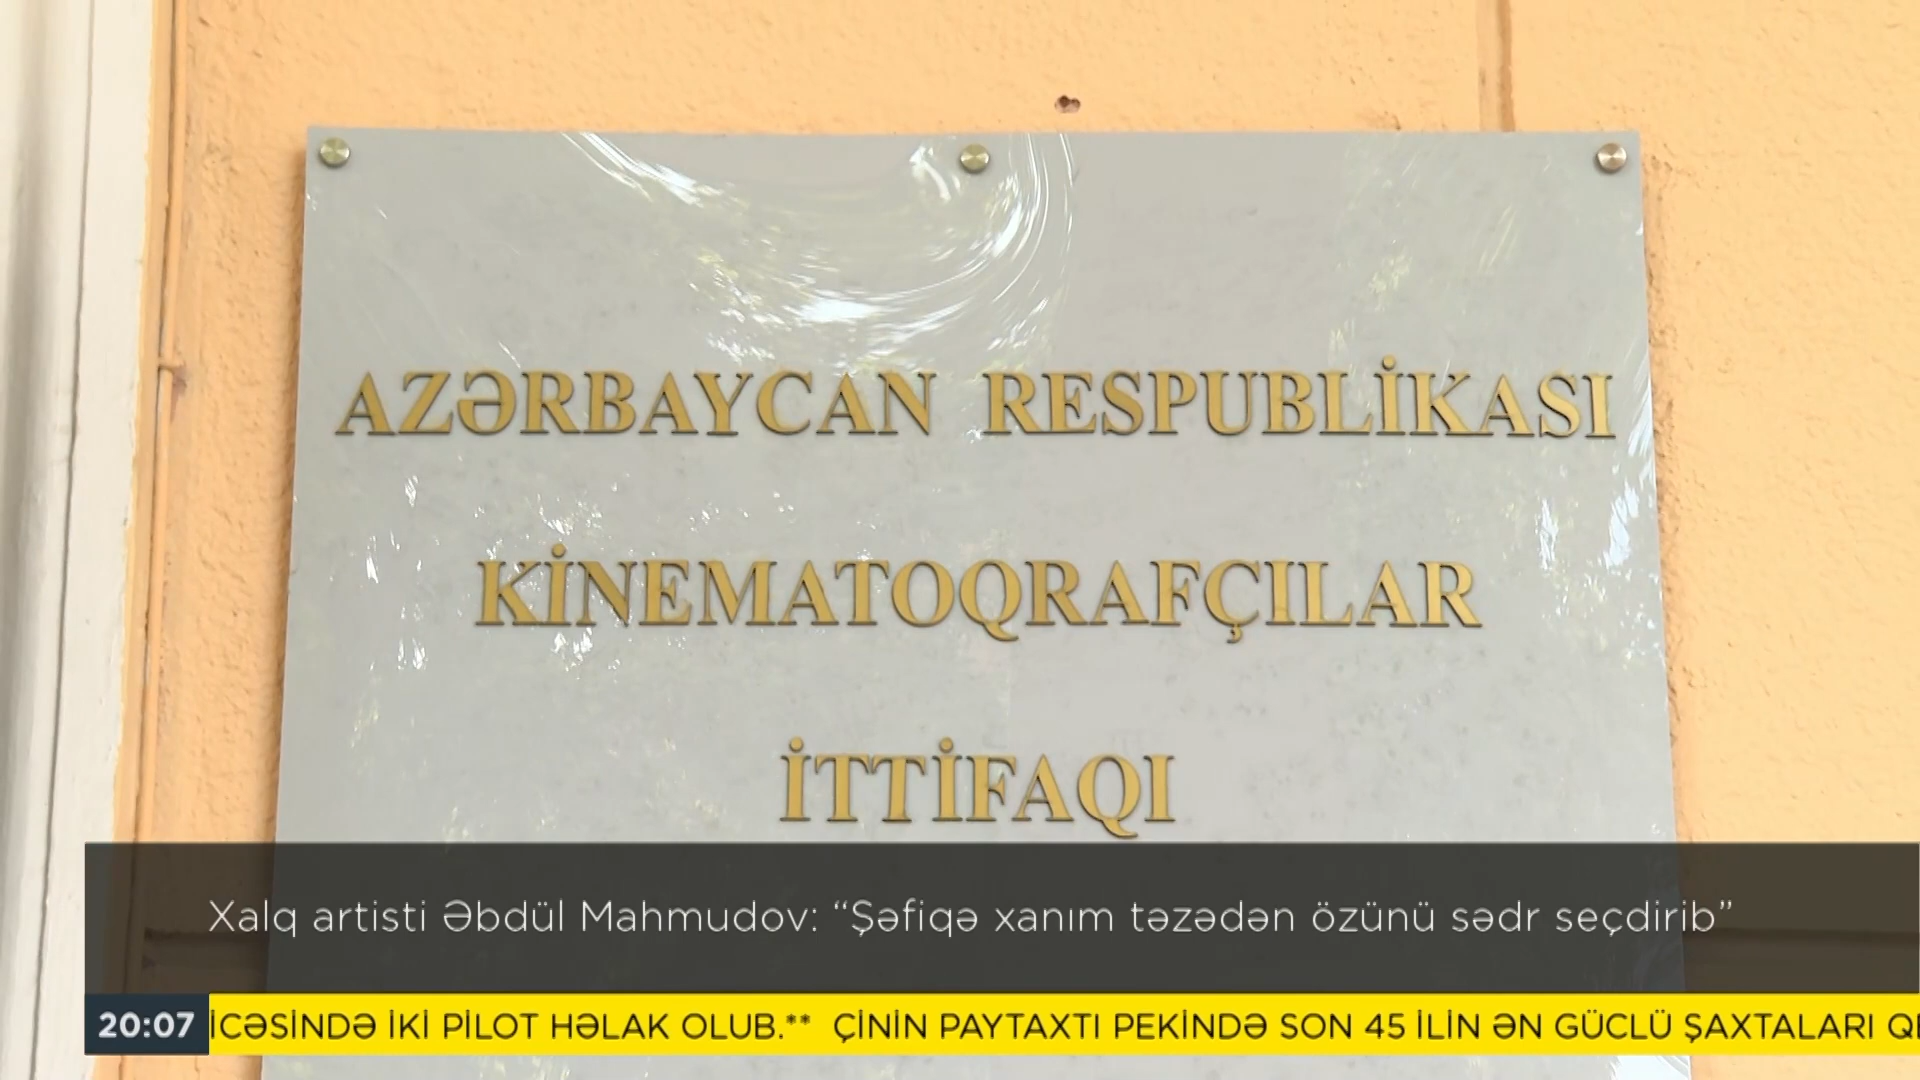 AZƏRBAYCAN RESPUBLİKASI
KİNEMATOQRAFÇILAR
İTTİFAQI
Xalq artisti Əbdül Mahmudov: “Şəfiqə xanım təzədən özünü sədr seçdirib”
20:07 İCƏSİNDƏ İKİ PİLOT HƏLAK OLUB.** ÇİNİN PAYTAXTI PEKİNDƏ SON 45 İLİN ƏN GÜCLÜ ŞAXTALARI